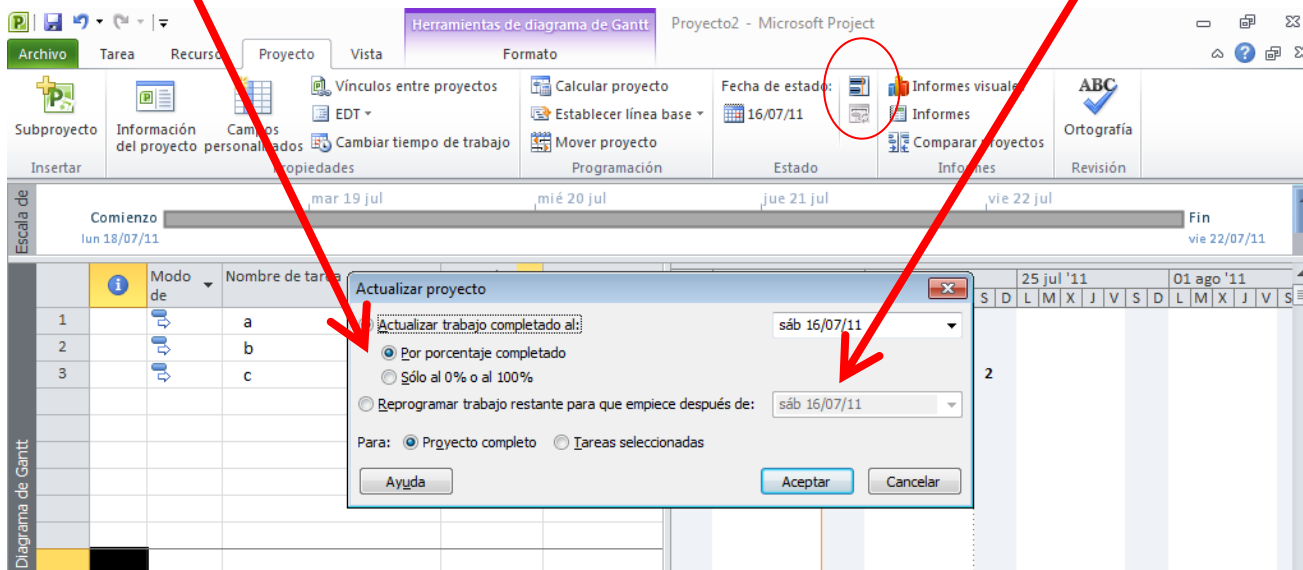 Herramientas de diagrama de Gantt Proyecto2 - Microsoft Project
Archivo Tarea Recurso Proyecto Vista Formato
Subproyecto
Información del proyecto
Campos personalizados
Vínculos entre proyectos
EDT
Cambiar tiempo de trabajo
Calcular proyecto
Establecer línea base
Mover proyecto
Fecha de estado:
16/07/11
Informes visuales
Informes
Comparar proyectos
ABC
Ortografía
Insertar Propiedades Programación Estado Informes Revisión
Escala de
mar 19 jul mié 20 jul jue 21 jul vie 22 jul
Comienzo
lun 18/07/11
Fin
vie 22/07/11
Modo de
Nombre de tarea
25 jul '11 01 ago '11
S D L M X J V S D L M X J V S
1 a
2 b
3 c
2
Actualizar proyecto
Actualizar trabajo completado al: sáb 16/07/11
Por porcentaje completado
Sólo al 0% o al 100%
Reprogramar trabajo restante para que empiece después de: sáb 16/07/11
Para: Proyecto completo Tareas seleccionadas
Ayuda Aceptar Cancelar
Diagrama de Gantt